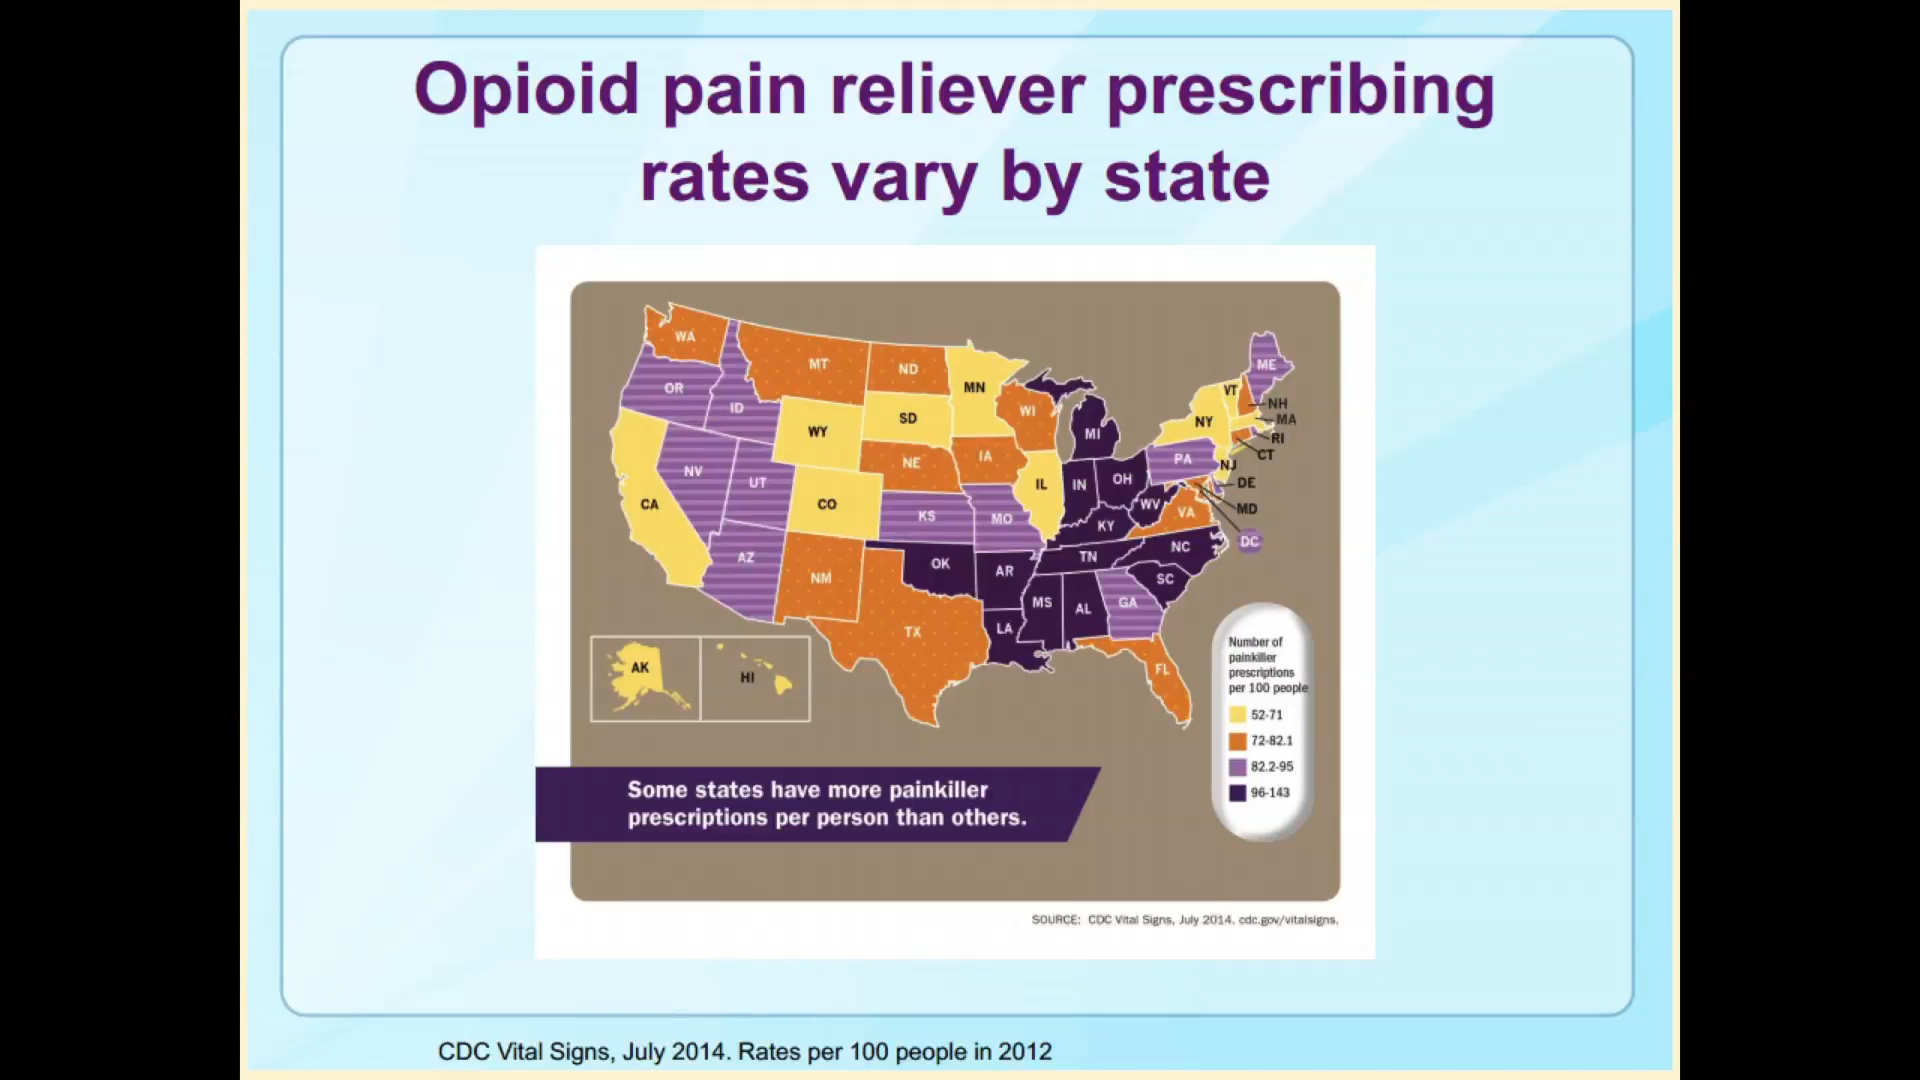 Opioid pain reliever prescribing
rates vary by state
WA
MT
ND
MN
OR
ID
WY
SD
WI
MI
NY
VT
ME
NH
MA
RI
CT
NJ
DE
MD
DC
PA
NV
UT
CO
NE
IA
IL
IN
OH
WV
VA
CA
AZ
NM
KS
MO
KY
NC
TN
SC
OK
AR
MS
AL
GA
TX
LA
FL
AK
HI
Number of
painkiller
prescriptions
per 100 people
52-71
72-82.1
82.2-95
96-143
Some states have more painkiller
prescriptions per person than others.
SOURCE: CDC Vital Signs, July 2014. cdc.gov/vitalsigns.
CDC Vital Signs, July 2014. Rates per 100 people in 2012